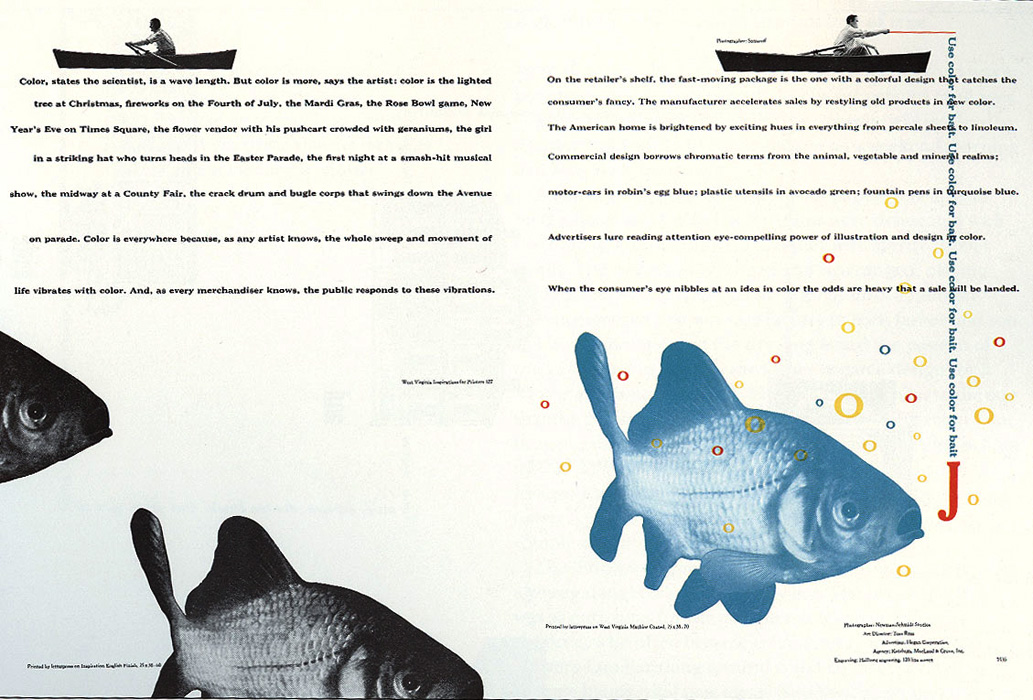 Color, states the scientist, is a wave length. But color is more, says the artist: color is the lighted
tree at Christmas, fireworks on the Fourth of July, the Mardi Gras, the Rose Bowl game, New
Year's Eve on Times Square, the flower vendor with his pushcart crowded with geraniums, the girl
in a striking hat who turns heads in the Easter Parade, the first night at a smash-hit musical
show, the midway at a County Fair, the crack drum and bugle corps that swings down the Avenue
on parade. Color is everywhere because, as any artist knows, the whole sweep and movement of
life vibrates with color. And, as every merchandiser knows, the public responds to these vibrations.
West Virginia Inspirations for Printers 122
Printed by letterpress on Inspiration English Finish, 25 x 38-60
Photographer:
On the retailer's shelf, the fast-moving package is the one with a colorful design that catches the
consumer's fancy. The manufacturer accelerates sales by restyling old products in new color.
The American home is brightened by exciting hues in everything from percale sheets to linoleum.
Commercial design borrows chromatic terms from the animal, vegetable and mineral realms;
motor-cars in robin's egg blue; plastic utensils in avocado green; fountain pens in turquoise blue.
Advertisers lure reading attention eye-compelling power of illustration and design in color.
When the consumer's eye nibbles at an idea in color the odds are heavy that a sale will be landed.
Use color for bait. Use color for bait. Use color for bait. Use color for bait
J
Printed by letterpress on West Virginia Machine Coated, 25 x 38-70
Photographer: Newman-Schmidt Studios
Art Director: Tom Ross
Advertiser, Hagan Corporation,
Agency: Ketchum, MacLeod & Grove, Inc.
Engraving: Halftone engraving, 120 line screen